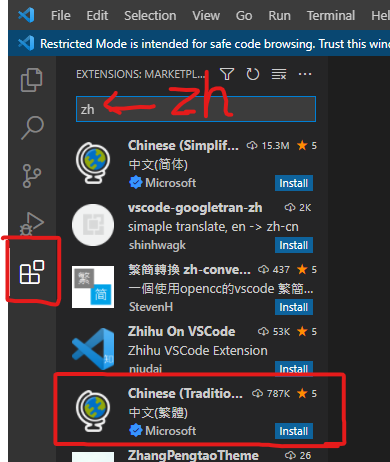 File Edit Selection View Go Run Terminal Hel
Restricted Mode is intended for safe code browsing. Trust this win
EXTENSIONS: MARKETPL...
zh
zh
Chinese (Simplif... 15.3M ★ 5
中文(简体)
Microsoft Install
vscode-googletran-zh 2K
simaple translate, en -> zh-cn
shinhwagk Install
繁簡轉換 zh-conve... 437 ★ 5
一個使用opencc的vscode 繁簡...
StevenH Install
繁
簡
简
Zhihu On VSCode 53K ★ 5
Zhihu VSCode Extension
niudai Install
知
Chinese (Traditio... 787K ★ 5
中文(繁體)
Microsoft Install
ZhangPengtaoTheme 26